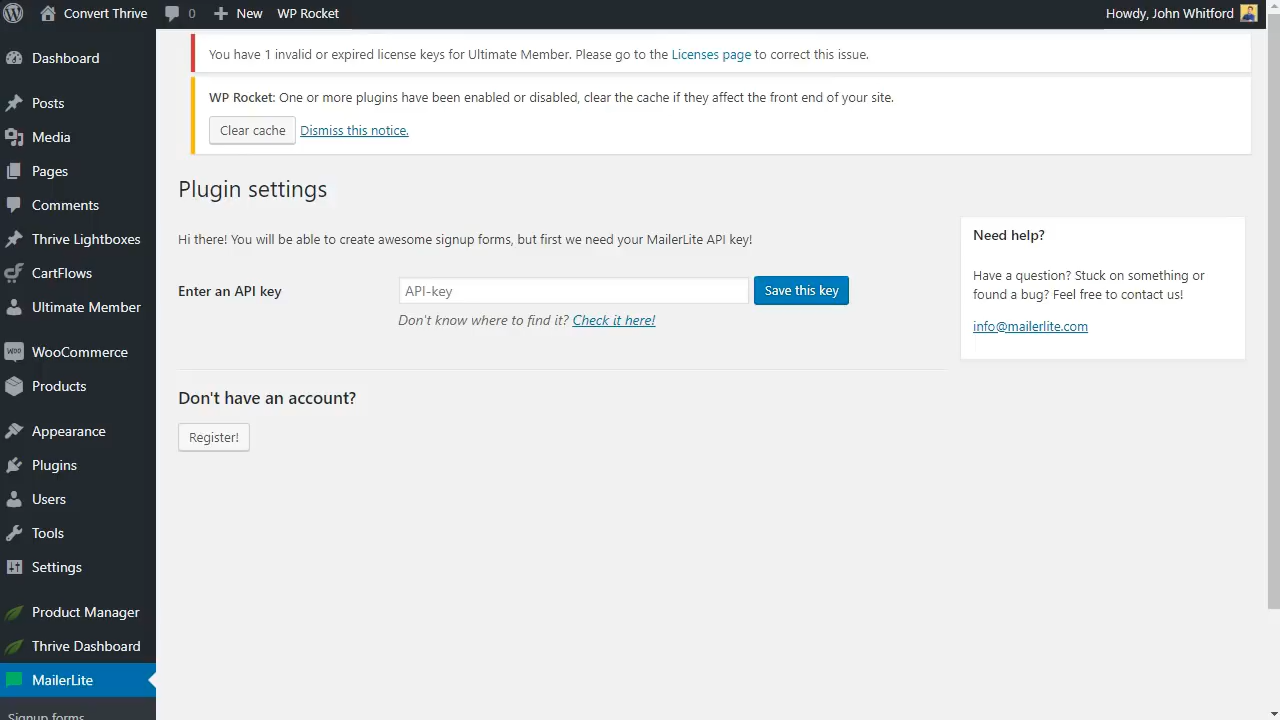 Convert Thrive 0 New WP Rocket Howdy, John Whitford
You have 1 invalid or expired license keys for Ultimate Member. Please go to the Licenses page to correct this issue.
WP Rocket: One or more plugins have been enabled or disabled, clear the cache if they affect the front end of your site.
Clear cache Dismiss this notice.
Dashboard
Posts
Media
Pages
Comments
Thrive Lightboxes
CartFlows
Ultimate Member
WooCommerce
Products
Appearance
Plugins
Users
Tools
Settings
Product Manager
Thrive Dashboard
MailerLite
Signup forms
Plugin settings
Hi there! You will be able to create awesome signup forms, but first we need your MailerLite API key!
Enter an API key API-key Save this key
Don't know where to find it? Check it here!
Don't have an account?
Register!
Need help?
Have a question? Stuck on something or
found a bug? Feel free to contact us!
info@mailerlite.com